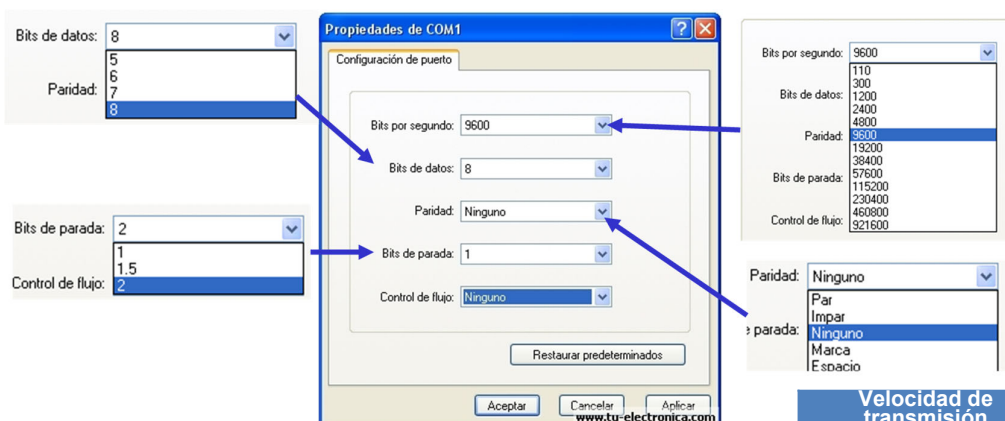 Bits de datos: 8
5
6
Paridad: 7
8
Bits de parada: 2
1
1.5
Control de flujo: 2
Propiedades de COM1
Configuración de puerto
Bits por segundo: 9600
Bits de datos: 8
Paridad: Ninguno
Bits de parada: 1
Control de flujo: Ninguno
Restaurar predeterminados
Aceptar Cancelar Aplicar
www.tu-electronica.com
Bits por segundo: 9600
110
300
Bits de datos: 1200
2400
4800
Paridad: 9600
19200
38400
Bits de parada: 57600
115200
230400
Control de flujo: 460800
921600
Paridad: Ninguno
Par
Impar
e parada: Ninguno
Marca
Espacio
Velocidad de
transmisión